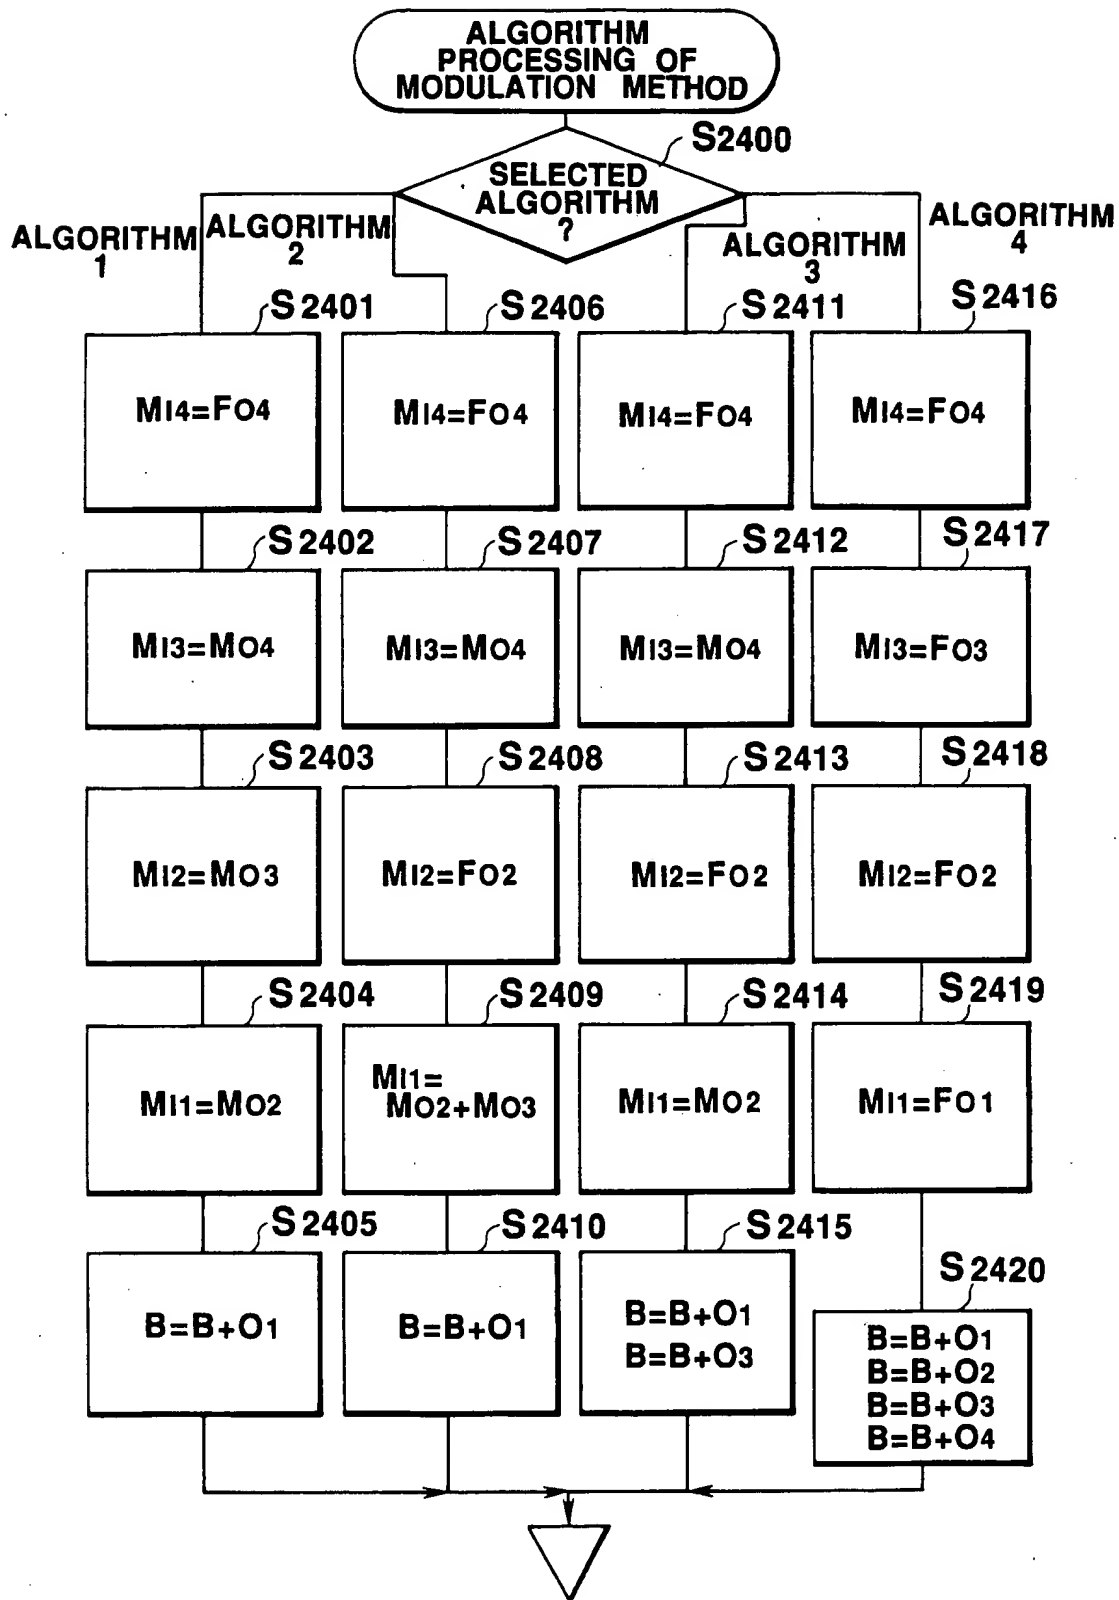 ALGORITHM
PROCESSING OF
MODULATION METHOD
S2400
SELECTED
ALGORITHM
?
ALGORITHM
1
ALGORITHM
2
ALGORITHM
3
ALGORITHM
4
S2401
MI4=FO4
S2402
MI3=MO4
S2403
MI2=MO3
S2404
MI1=MO2
S2405
B=B+O1
S2406
MI4=FO4
S2407
MI3=MO4
S2408
MI2=FO2
S2409
MI1=
MO2+MO3
S2410
B=B+O1
S2411
MI4=FO4
S2412
MI3=MO4
S2413
MI2=FO2
S2414
MI1=MO2
S2415
B=B+O1
B=B+O3
S2416
MI4=FO4
S2417
MI3=FO3
S2418
MI2=FO2
S2419
MI1=FO1
S2420
B=B+O1
B=B+O2
B=B+O3
B=B+O4